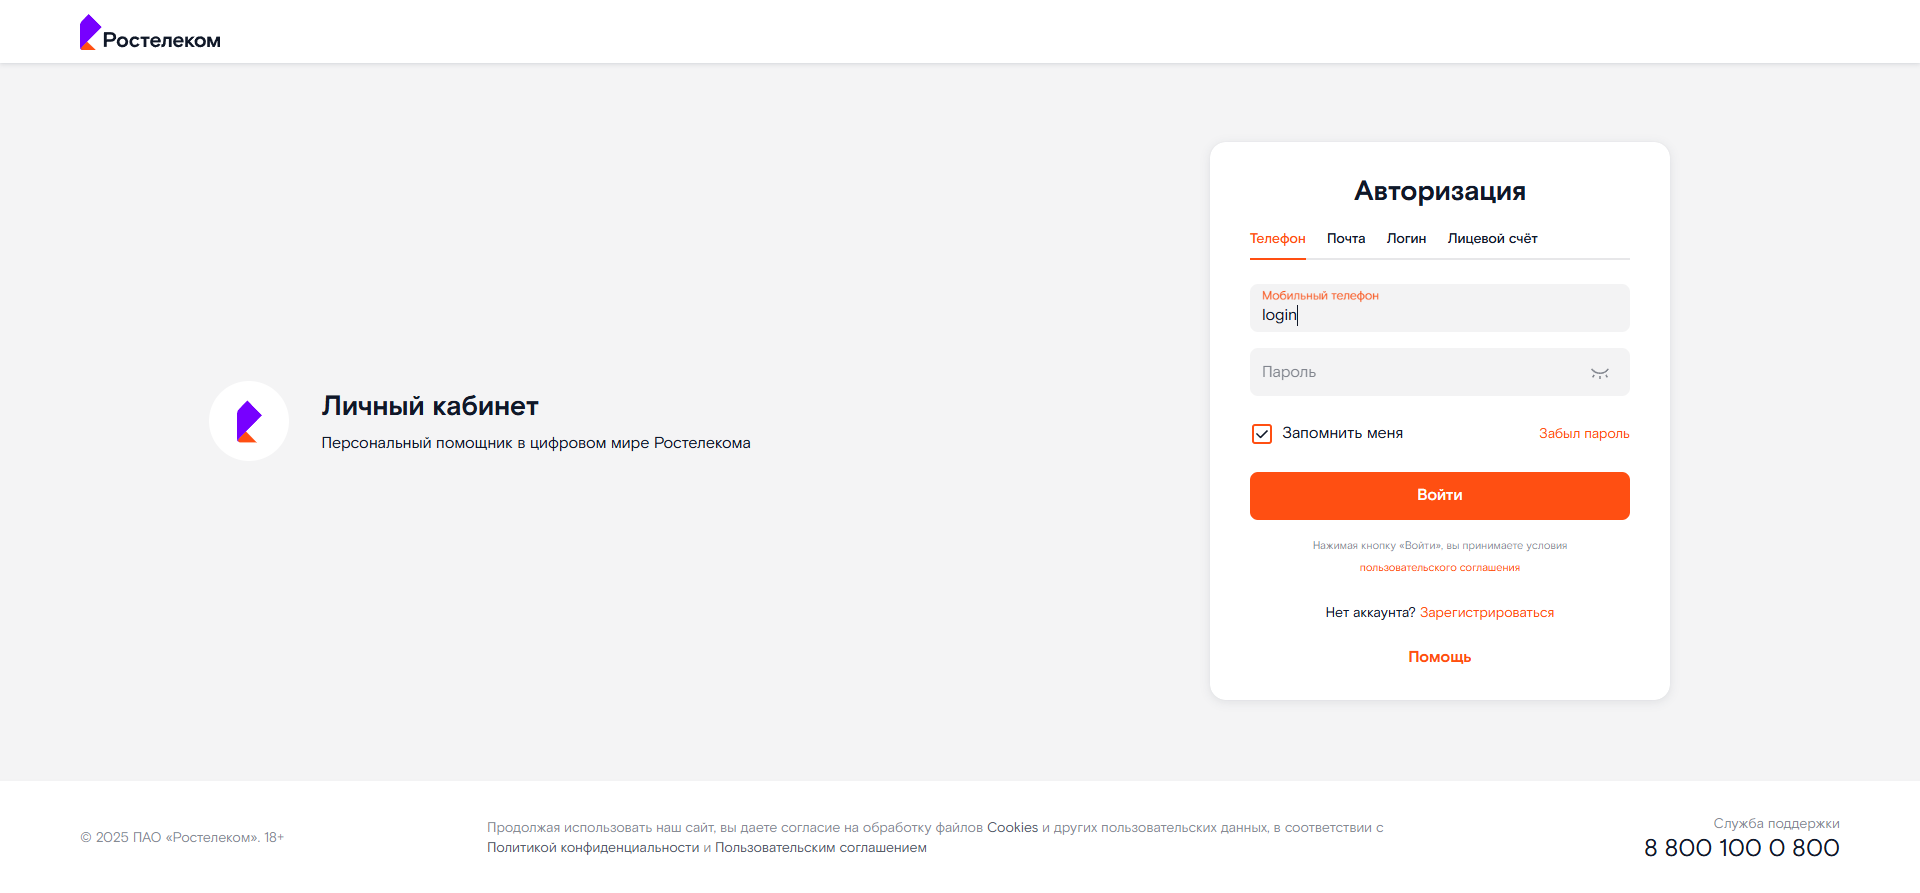 Ростелеком
Авторизация
Телефон Почта Логин Лицевой счёт
Мобильный телефон
login
Пароль
Запомнить меня Забыл пароль
Войти
Нажимая кнопку «Войти», вы принимаете условия
пользовательского соглашения
Нет аккаунта? Зарегистрироваться
Помощь
Личный кабинет
Персональный помощник в цифровом мире Ростелекома
© 2025 ПАО «Ростелеком». 18+
Продолжая использовать наш сайт, вы даете согласие на обработку файлов Cookies и других пользовательских данных, в соответствии с
Политикой конфиденциальности и Пользовательским соглашением
Служба поддержки
8 800 100 0 800